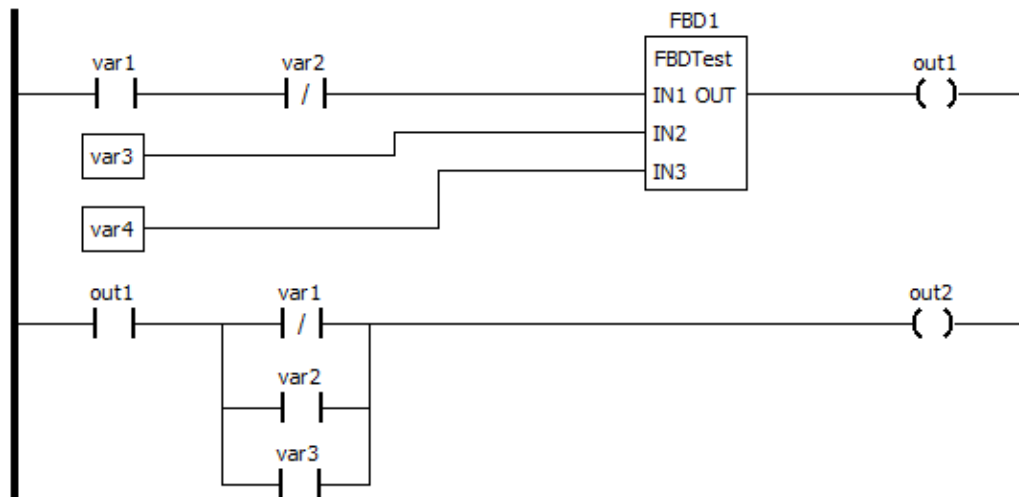 FBD1
var1
var2
FBDTest
out1
/
IN1 OUT
( )
var3
IN2
IN3
var4
out1
var1
out2
/
( )
var2
var3